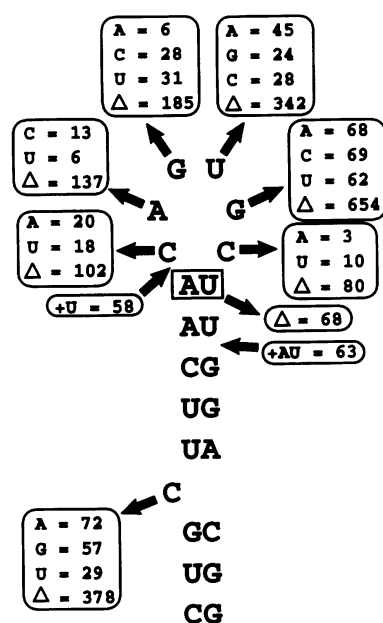 A = 6
C = 28
U = 31
△ = 185
A = 45
G = 24
C = 28
△ = 342
C = 13
U = 6
△ = 137
A = 68
C = 69
U = 62
△ = 654
G U
A G
A = 20
U = 18
△ = 102
C C
A = 3
U = 10
△ = 80
+U = 58
AU
△ = 68
AU
+AU = 63
CG
UG
UA
C
A = 72
G = 57
U = 29
△ = 378
GC
UG
CG